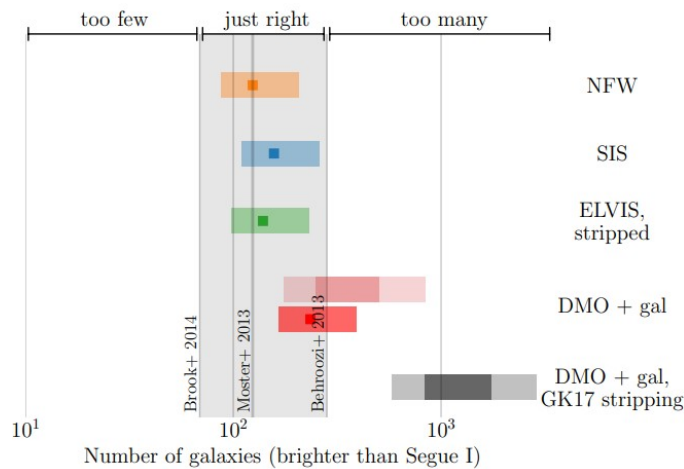 too few just right too many
NFW
SIS
ELVIS,
stripped
DMO + gal
Brook+ 2014
Moster+ 2013
Behroozi+ 2013
DMO + gal,
GK17 stripping
10¹ 10² 10³
Number of galaxies (brighter than Segue I)